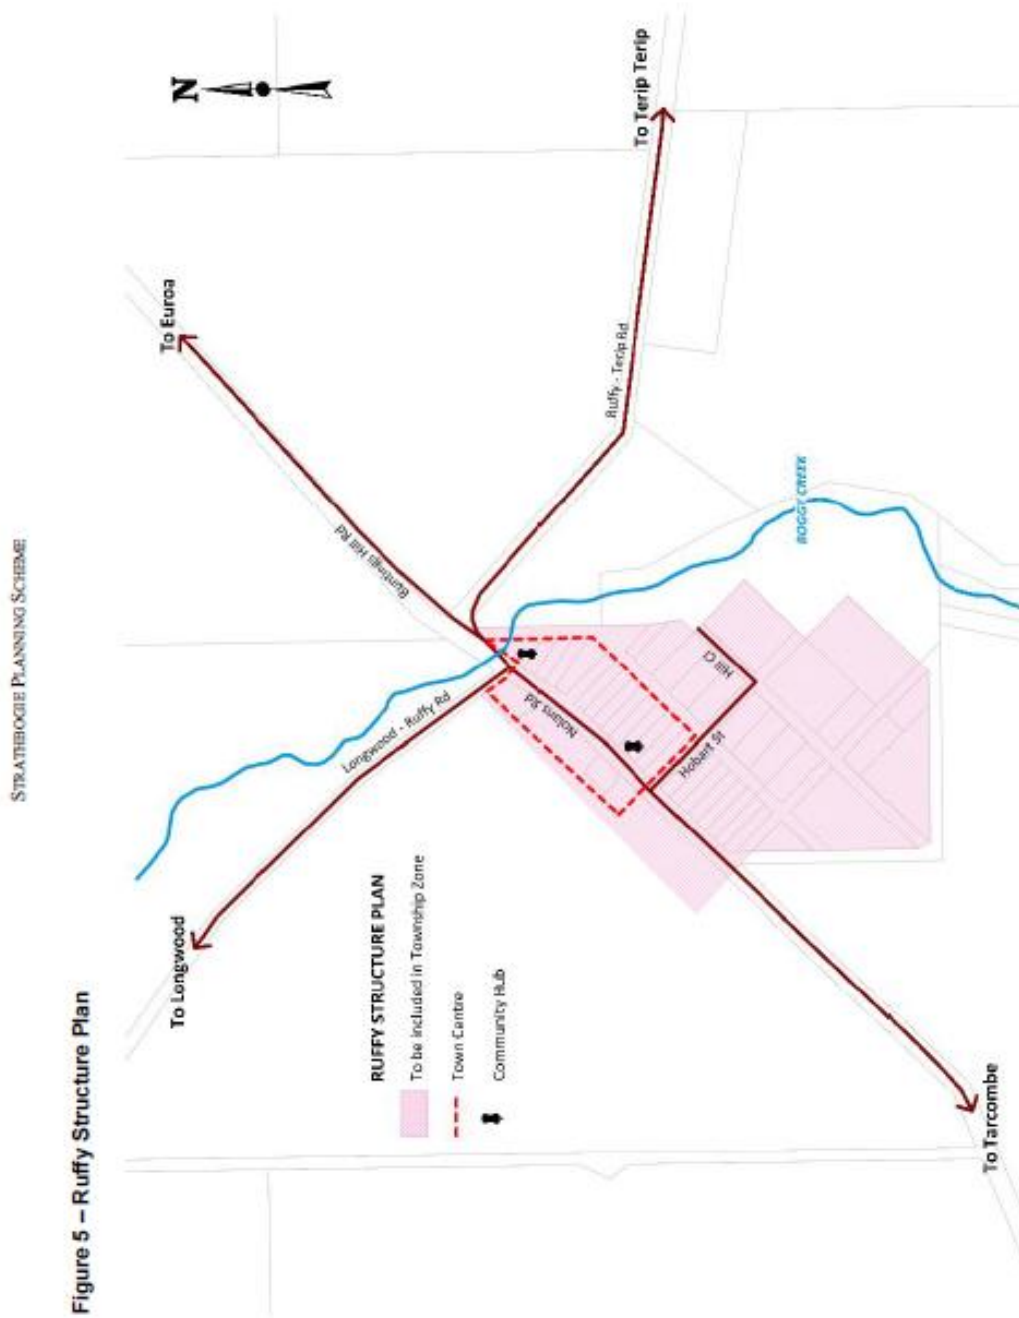 STRATHBOGIE PLANNING SCHEME
Figure 5 – Ruffy Structure Plan
N
To Longwood
To Euroa
To Terip Terip
Longwood - Ruffy Rd
Buntings Hill Rd
Ruffy - Terip Rd
Nolans Rd
Hobart St
Hill Ct
BOGGY CREEK
RUFFY STRUCTURE PLAN
To be included in Township Zone
Town Centre
Community Hub
To Tarcombe